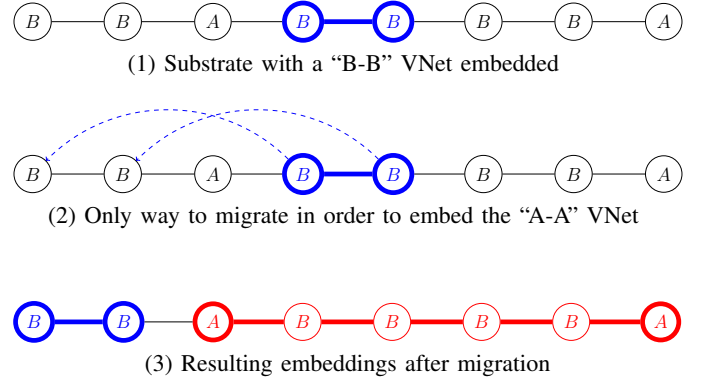 B B A B B B B A
(1) Substrate with a “B-B” VNet embedded
B B A B B B B A
(2) Only way to migrate in order to embed the “A-A” VNet
B B A B B B B A
(3) Resulting embeddings after migration